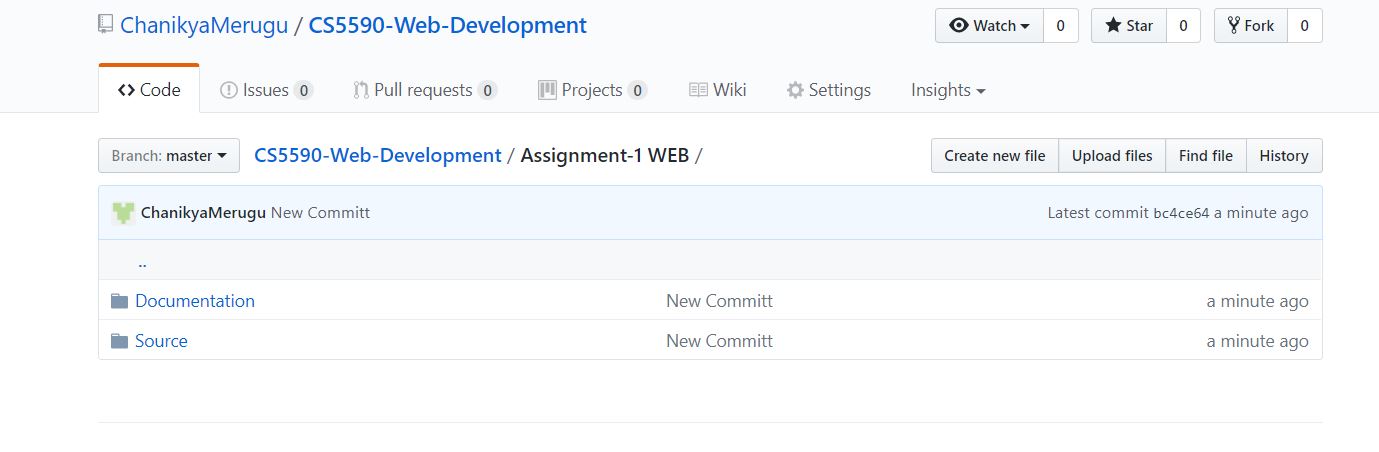 ChanikyaMerugu / CS5590-Web-Development Watch 0 Star 0 Fork 0
Code Issues 0 Pull requests 0 Projects 0 Wiki Settings Insights
Branch: master CS5590-Web-Development / Assignment-1 WEB / Create new file Upload files Find file History
ChanikyaMerugu New Committ Latest commit bc4ce64 a minute ago
..
Documentation New Committ a minute ago
Source New Committ a minute ago